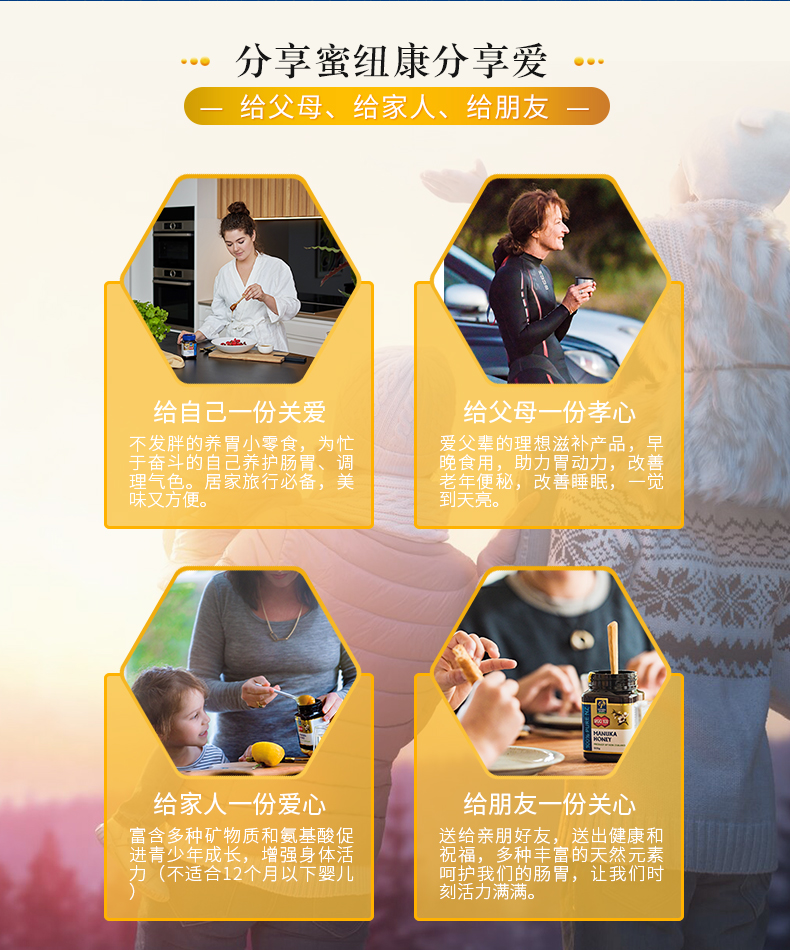 分享蜜纽康分享爱
— 给父母、给家人、给朋友 —
给自己一份关爱
不发胖的养胃小零食，为忙
于奋斗的自己养护肠胃、调
理气色。居家旅行必备，美
味又方便。
给父母一份孝心
爱父辈的理想滋补产品，早
晚食用，助力胃动力，改善
老年便秘，改善睡眠，一觉
到天亮。
给家人一份爱心
富含多种矿物质和氨基酸促
进青少年成长，增强身体活
力（不适合12个月以下婴儿
）
MANUKA
HONEY
给朋友一份关心
送给亲朋好友，送出健康和
祝福，多种丰富的天然元素
呵护我们的肠胃，让我们时
刻活力满满。